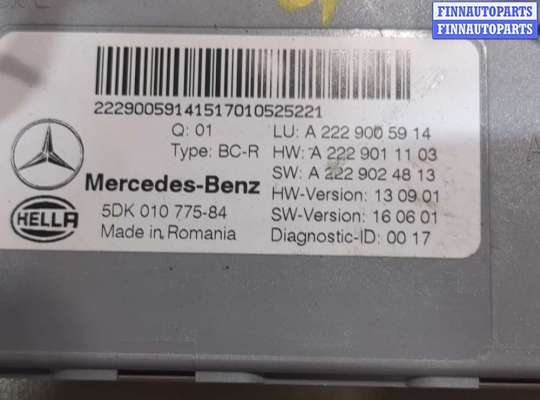 FINNAUTOPARTS
FINNAUTOPARTS
22290059141517010525221
Q: 01
Type: BC-R
Mercedes-Benz
HELLA
5DK 010 775-84
Made in Romania
LU: A 222 900 59 14
HW: A 222 901 11 03
SW: A 222 902 48 13
HW-Version: 13 09 01
SW-Version: 16 06 01
Diagnostic-ID: 00 17